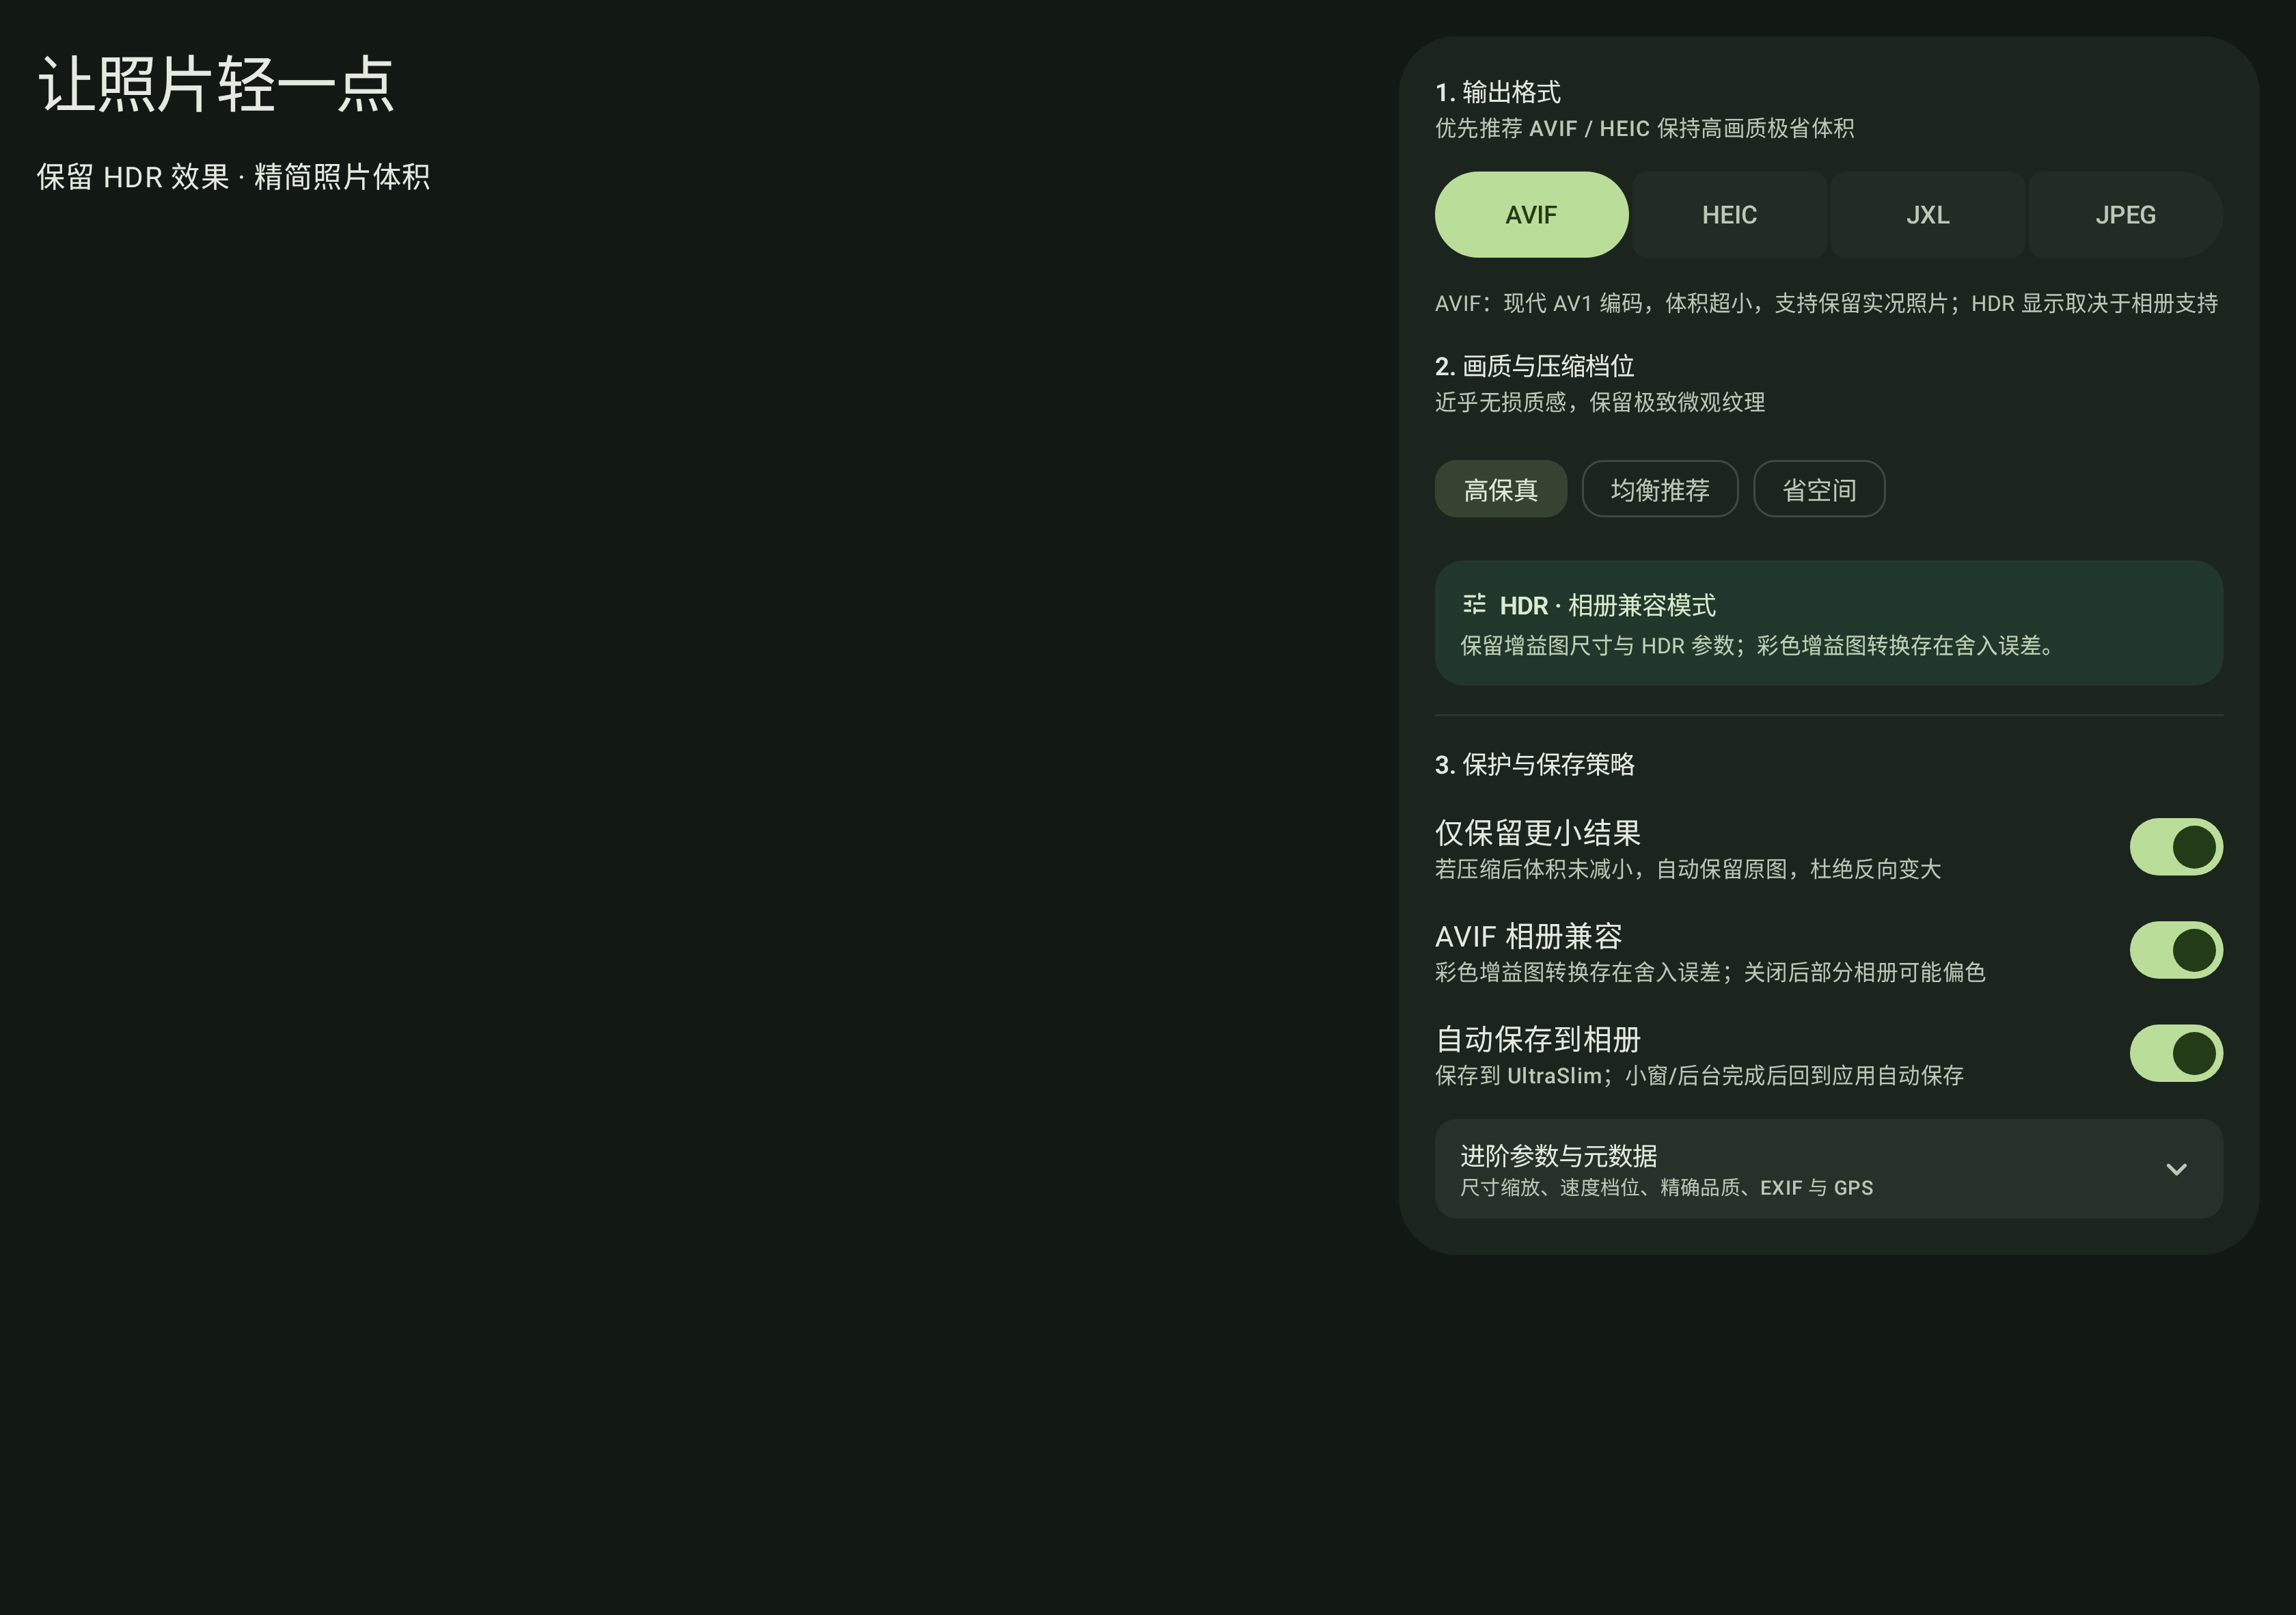 让照片轻一点
保留 HDR 效果 · 精简照片体积
1. 输出格式
优先推荐 AVIF / HEIC 保持高画质极省体积
AVIF
HEIC
JXL
JPEG
AVIF：现代 AV1 编码，体积超小，支持保留实况照片；HDR 显示取决于相册支持
2. 画质与压缩档位
近乎无损质感，保留极致微观纹理
高保真
均衡推荐
省空间
HDR · 相册兼容模式
保留增益图尺寸与 HDR 参数；彩色增益图转换存在舍入误差。
3. 保护与保存策略
仅保留更小结果
若压缩后体积未减小，自动保留原图，杜绝反向变大
AVIF 相册兼容
彩色增益图转换存在舍入误差；关闭后部分相册可能偏色
自动保存到相册
保存到 UltraSlim；小窗/后台完成后回到应用自动保存
进阶参数与元数据
尺寸缩放、速度档位、精确品质、EXIF 与 GPS